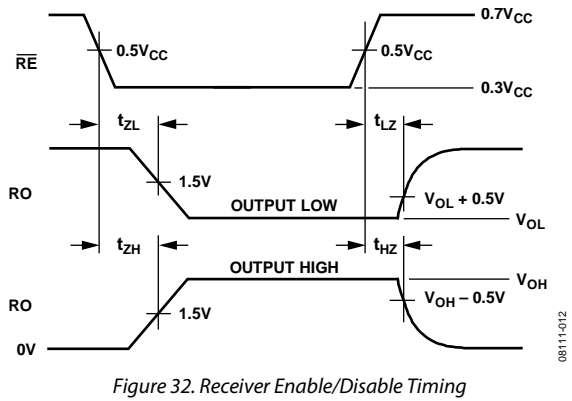 0.7VCC
RE
0.5VCC
0.5VCC
0.3VCC
tZL
tLZ
RO
1.5V
OUTPUT LOW
VOL + 0.5V
VOL
tZH
tHZ
OUTPUT HIGH
VOH
RO
1.5V
VOH – 0.5V
0V
08111-012
Figure 32. Receiver Enable/Disable Timing